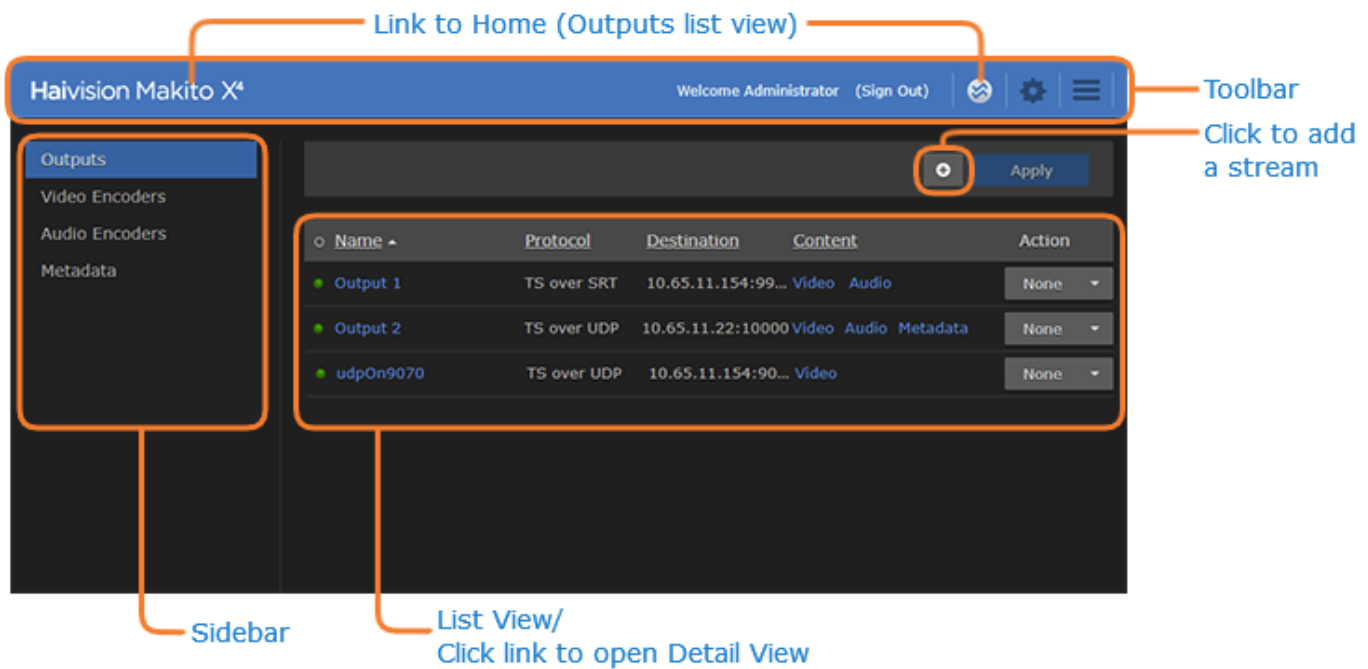 Link to Home (Outputs list view)
Haivision Makito X⁴
Welcome Administrator (Sign Out)
Toolbar
Click to add
a stream
Outputs
Video Encoders
Audio Encoders
Metadata
Apply
Name Protocol Destination Content Action
Output 1 TS over SRT 10.65.11.154:99... Video Audio None
Output 2 TS over UDP 10.65.11.22:10000 Video Audio Metadata None
udpOn9070 TS over UDP 10.65.11.154:90... Video None
Sidebar
List View/
Click link to open Detail View